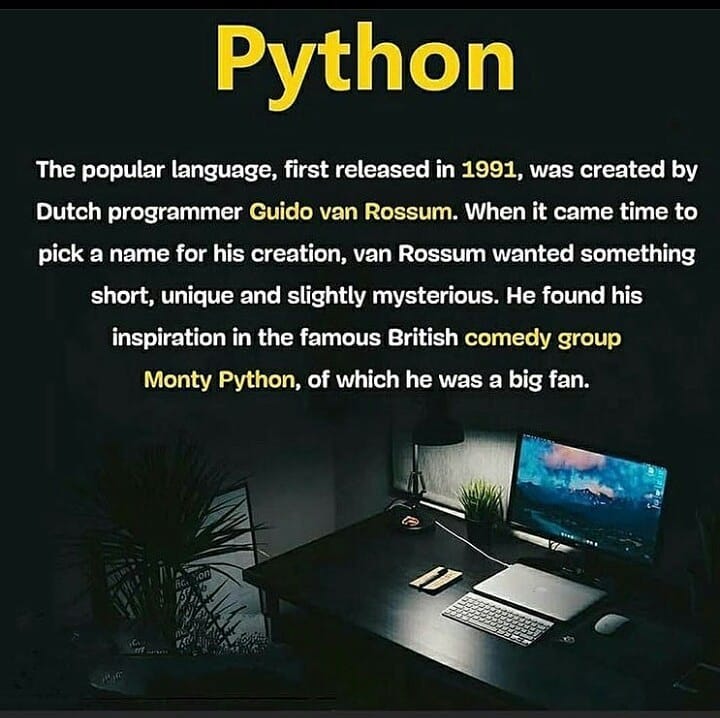 Python
The popular language, first released in 1991, was created by
Dutch programmer Guido van Rossum. When it came time to
pick a name for his creation, van Rossum wanted something
short, unique and slightly mysterious. He found his
inspiration in the famous British comedy group
Monty Python, of which he was a big fan.